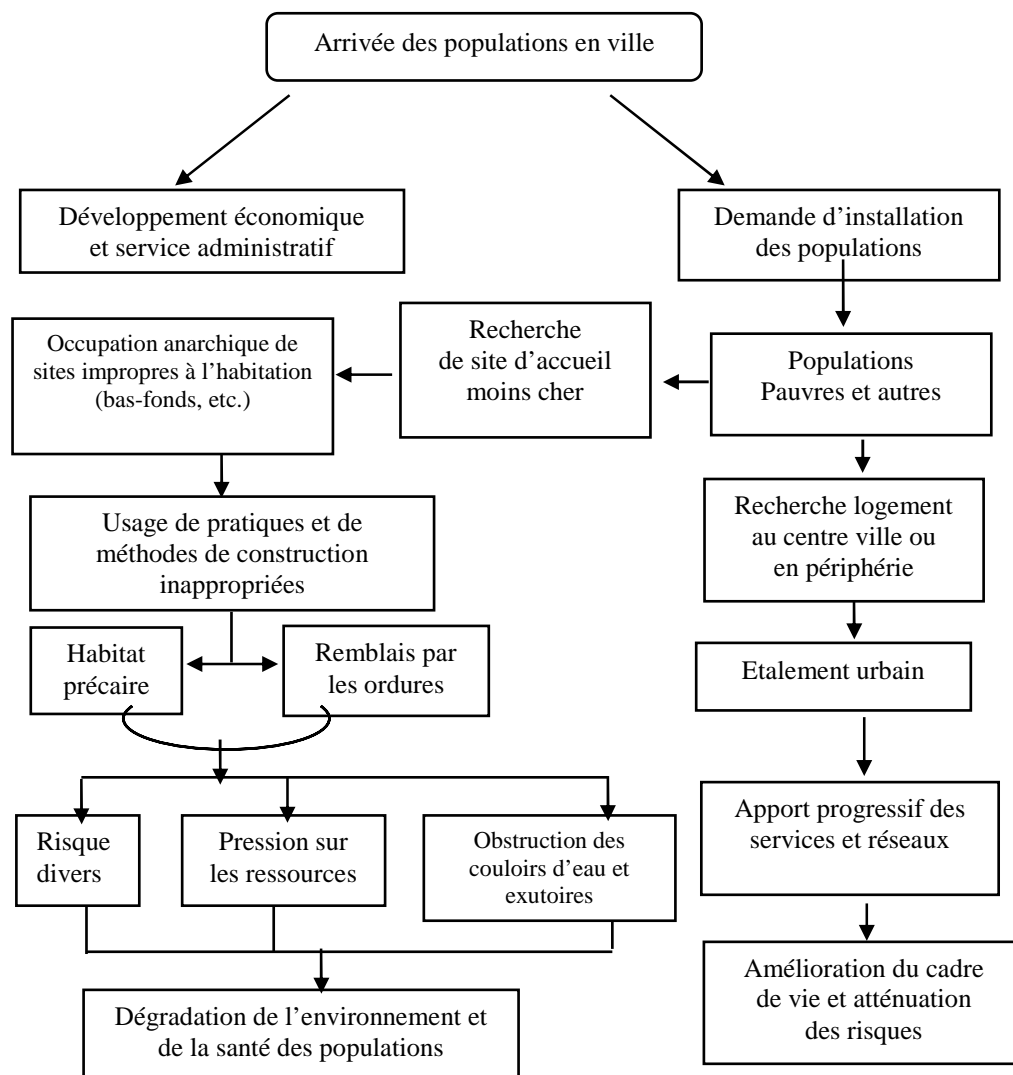 Arrivée des populations en ville
Développement économique
et service administratif
Demande d’installation
des populations
Occupation anarchique de
sites impropres à l’habitation
(bas-fonds, etc.)
Recherche
de site d’accueil
moins cher
Populations
Pauvres et autres
Usage de pratiques et de
méthodes de construction
inappropriées
Recherche logement
au centre ville ou
en périphérie
Habitat
précaire
Remblais par
les ordures
Etalement urbain
Risque
divers
Pression sur
les ressources
Obstruction des
couloirs d’eau et
exutoires
Apport progressif des
services et réseaux
Dégradation de l’environnement et
de la santé des populations
Amélioration du cadre
de vie et atténuation
des risques